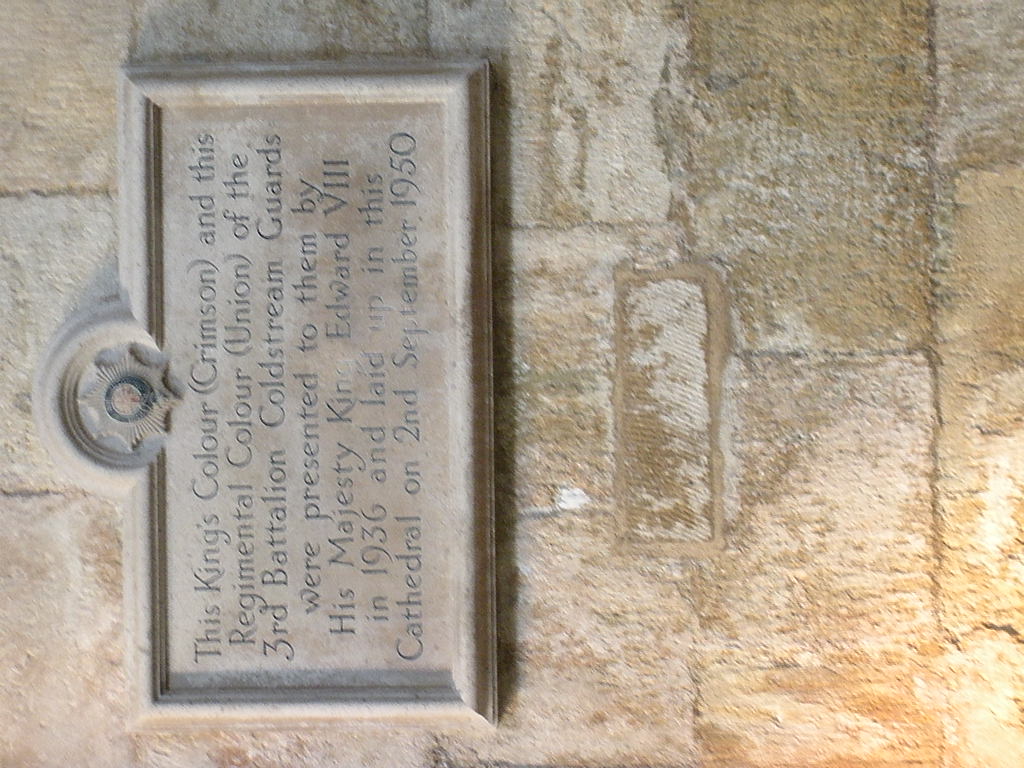 This King's Colour (Crimson) and this
Regimental Colour (Union) of the
3rd Battalion Coldstream Guards
were presented to them by
His Majesty King Edward VIII
in 1936 and laid up in this
Cathedral on 2nd September 1950